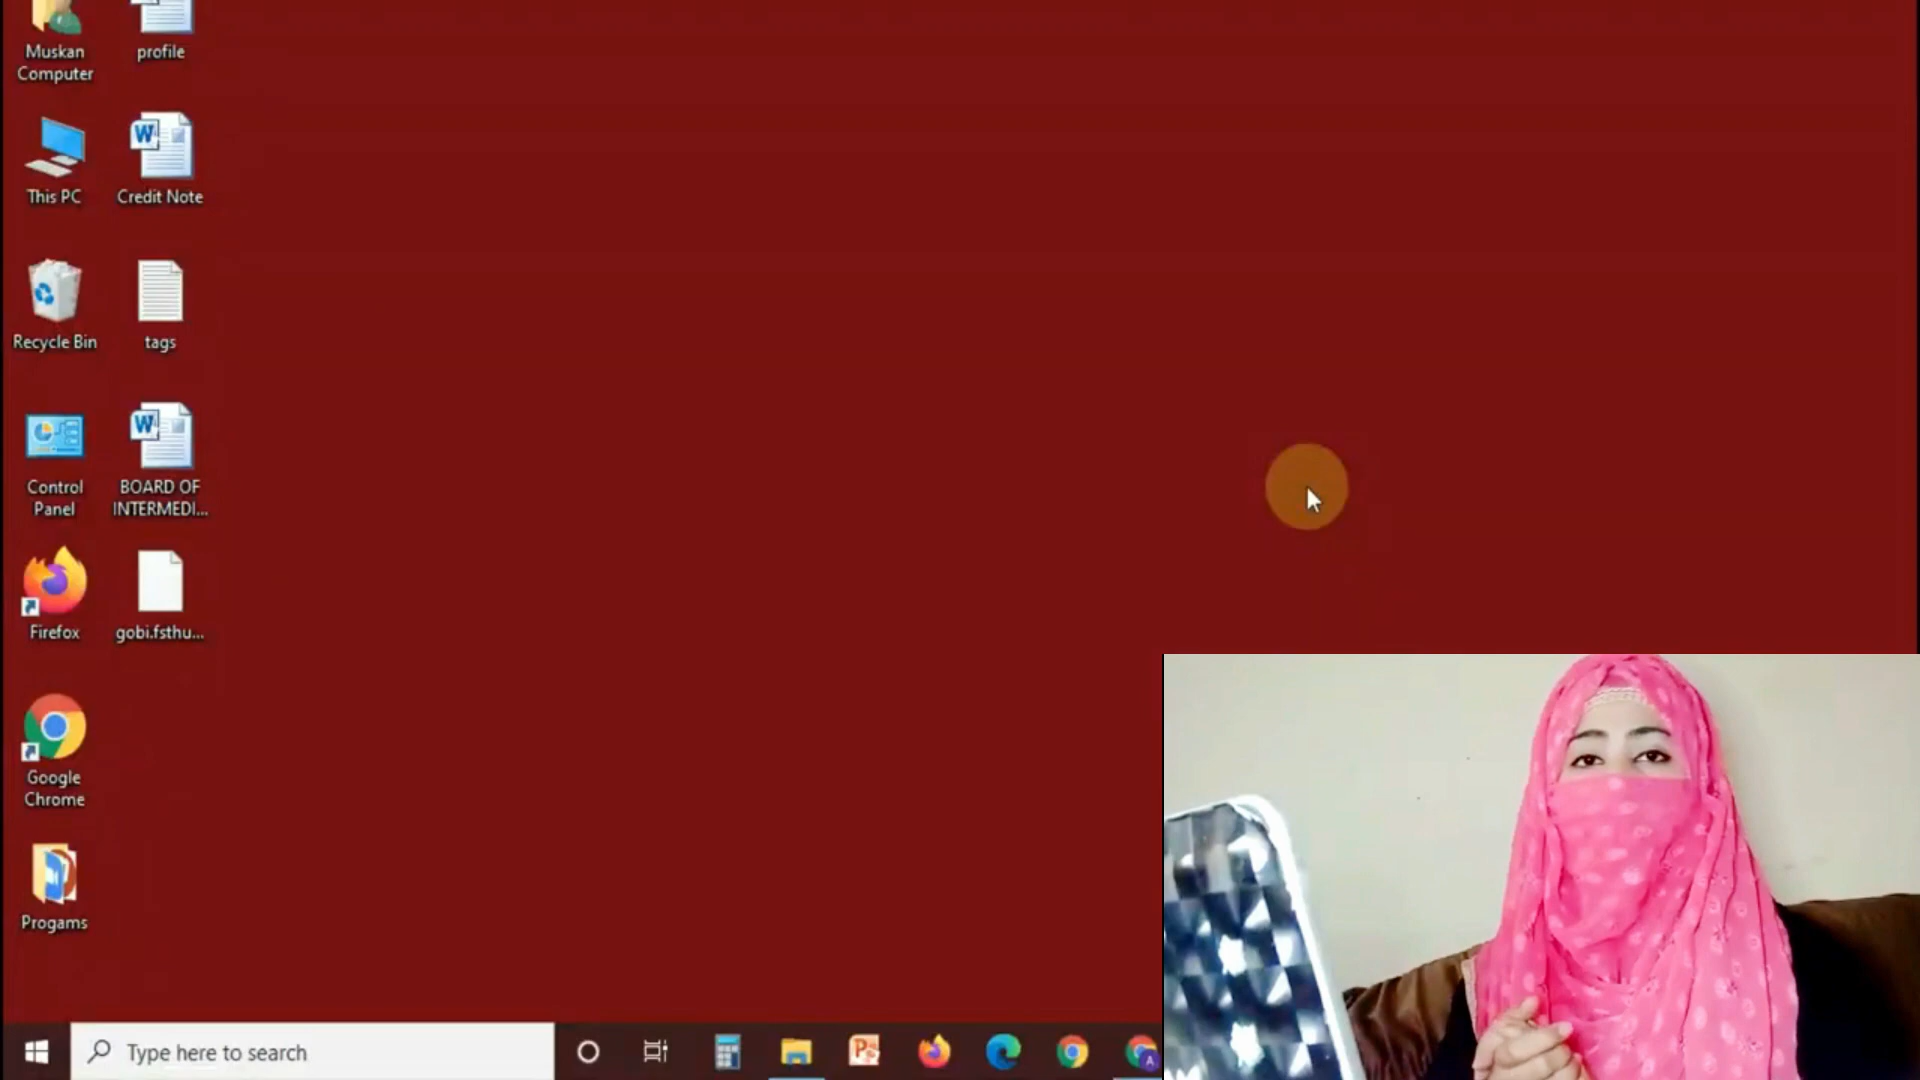 Muskan
Computer
profile
This PC
Credit Note
Recycle Bin
tags
Control
Panel
BOARD OF
INTERMEDI...
Firefox
gobi.fsthu...
Google
Chrome
Progams
Type here to search